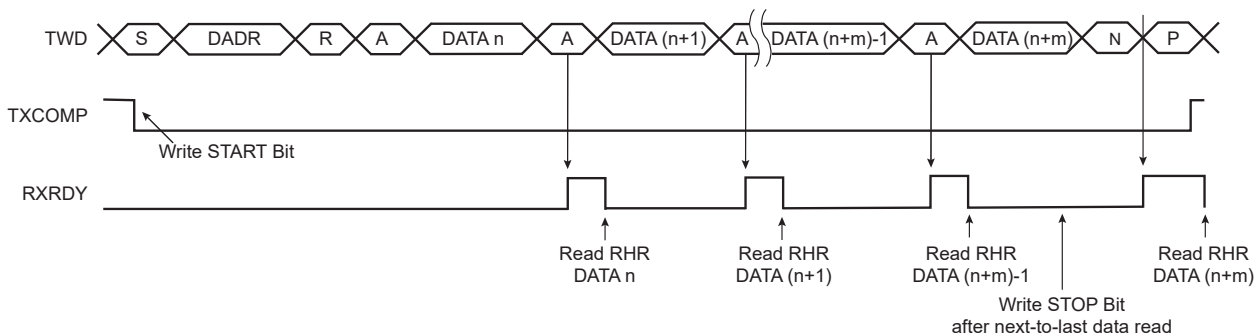 TWD S DADR R A DATA n A DATA (n+1) A DATA (n+m)-1 A DATA (n+m) N P
TXCOMP
Write START Bit
RXRDY
Read RHR
DATA n
Read RHR
DATA (n+1)
Read RHR
DATA (n+m)-1
Read RHR
DATA (n+m)
Write STOP Bit
after next-to-last data read